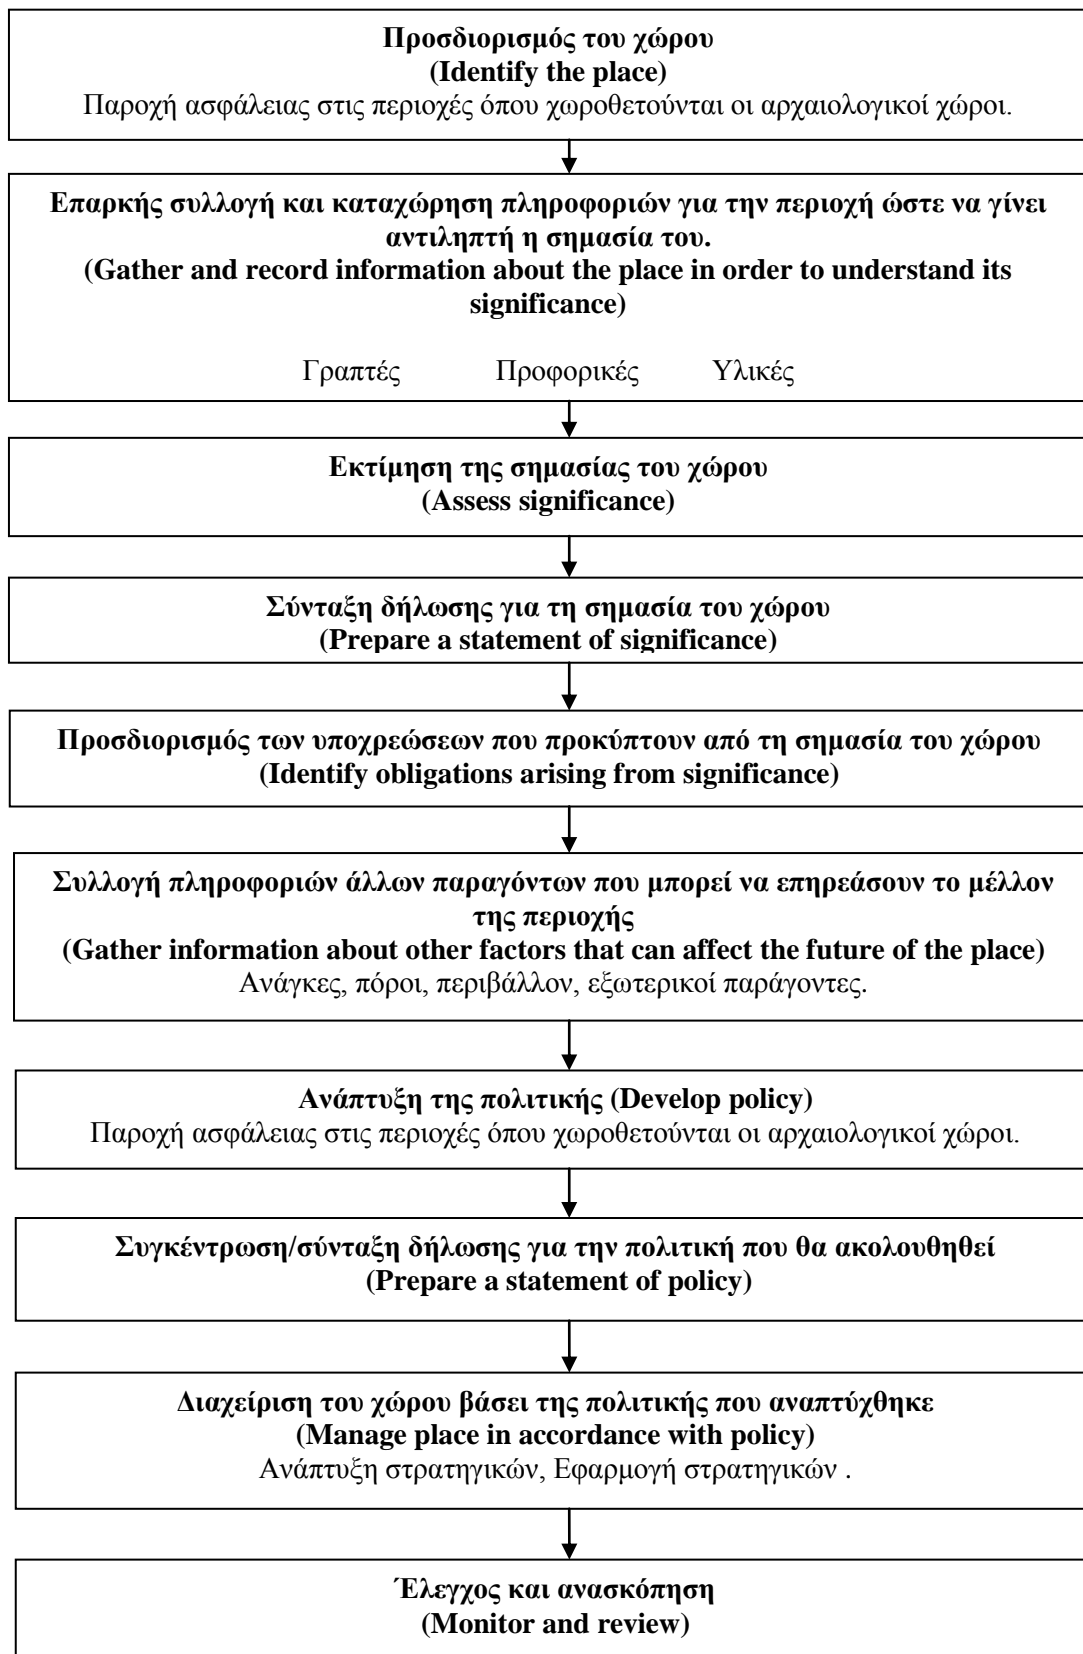 Προσδιορισμός του χώρου
(Identify the place)
Παροχή ασφάλειας στις περιοχές όπου χωροθετούνται οι αρχαιολογικοί χώροι.
Επαρκής συλλογή και καταχώρηση πληροφοριών για την περιοχή ώστε να γίνει
αντιληπτή η σημασία του.
(Gather and record information about the place in order to understand its
significance)
Γραπτές Προφορικές Υλικές
Εκτίμηση της σημασίας του χώρου
(Assess significance)
Σύνταξη δήλωσης για τη σημασία του χώρου
(Prepare a statement of significance)
Προσδιορισμός των υποχρεώσεων που προκύπτουν από τη σημασία του χώρου
(Identify obligations arising from significance)
Συλλογή πληροφοριών άλλων παραγόντων που μπορεί να επηρεάσουν το μέλλον
της περιοχής
(Gather information about other factors that can affect the future of the place)
Ανάγκες, πόροι, περιβάλλον, εξωτερικοί παράγοντες.
Ανάπτυξη της πολιτικής (Develop policy)
Παροχή ασφάλειας στις περιοχές όπου χωροθετούνται οι αρχαιολογικοί χώροι.
Συγκέντρωση/σύνταξη δήλωσης για την πολιτική που θα ακολουθηθεί
(Prepare a statement of policy)
Διαχείριση του χώρου βάσει της πολιτικής που αναπτύχθηκε
(Manage place in accordance with policy)
Ανάπτυξη στρατηγικών, Εφαρμογή στρατηγικών .
Έλεγχος και ανασκόπηση
(Monitor and review)